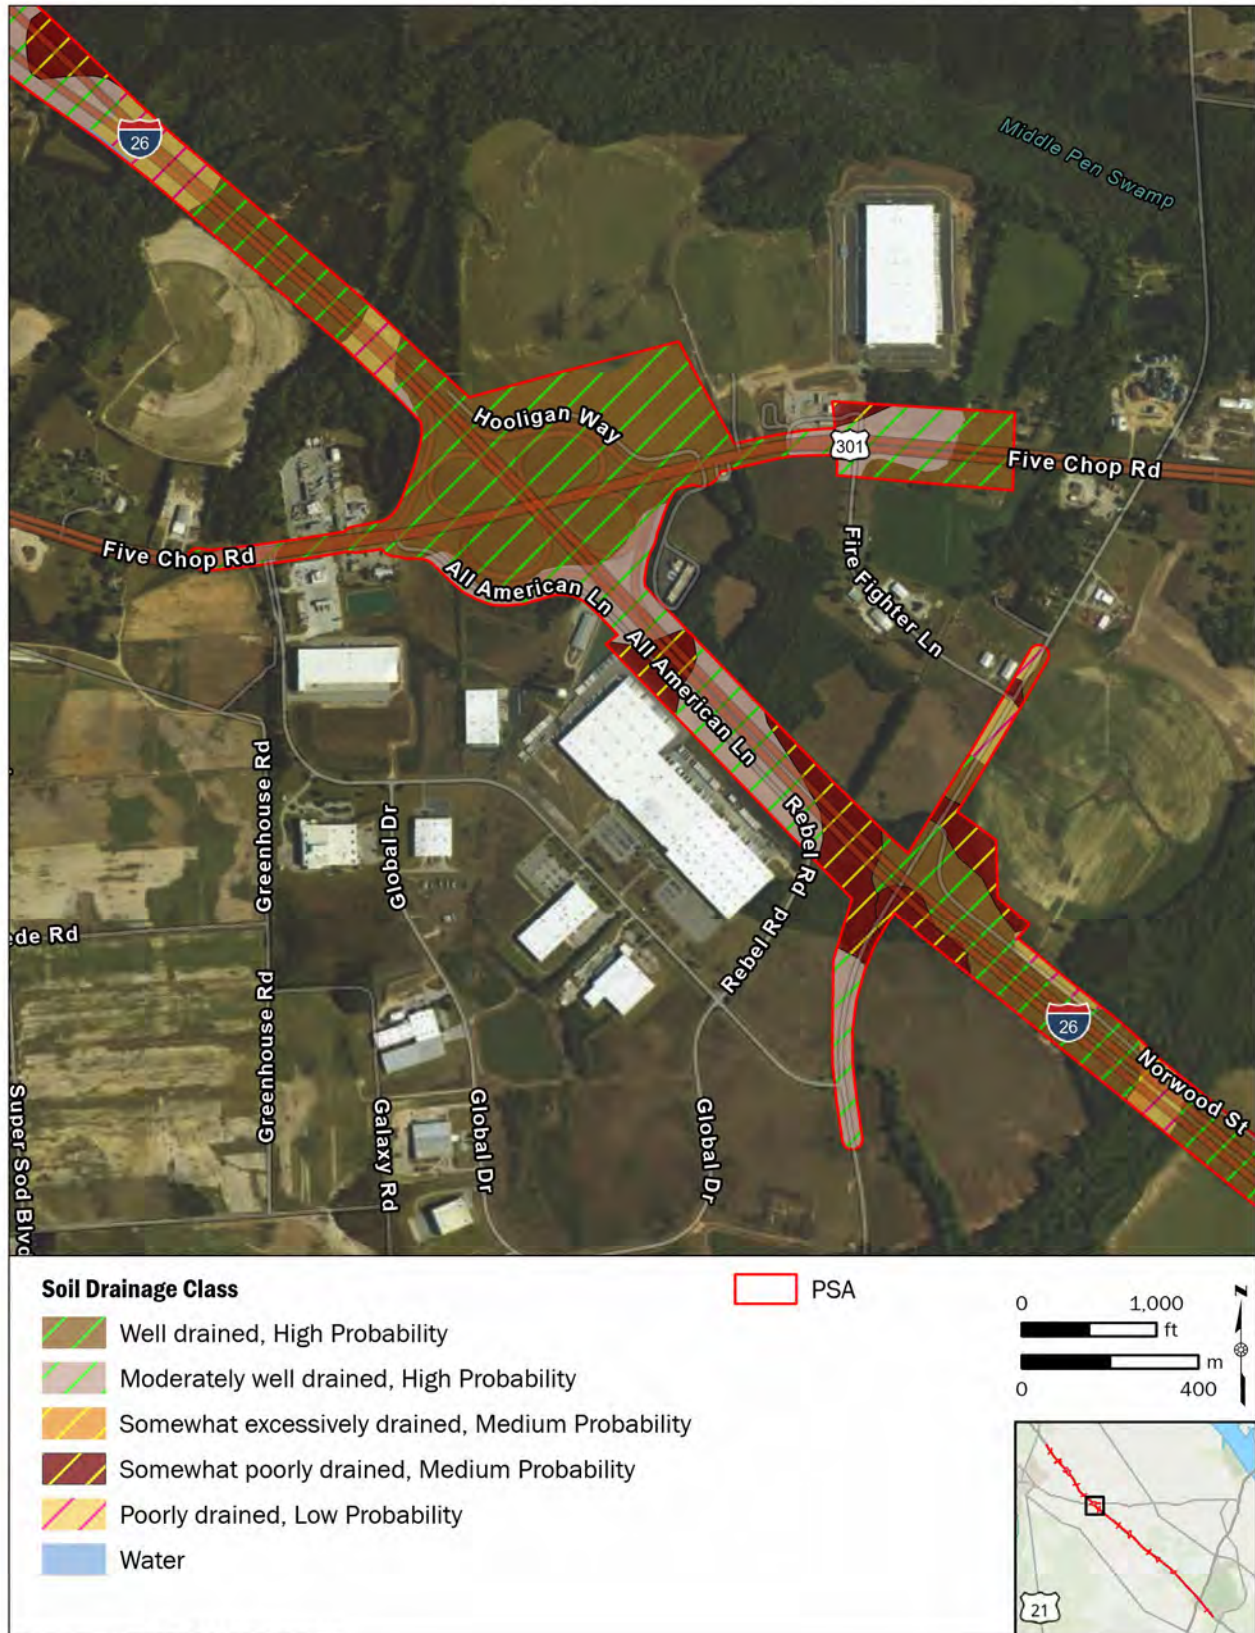 Middle Pen Swamp
26
Hooligan Way
301
Five Chop Rd
Five Chop Rd
All American Ln
Fire Fighter Ln
All American Ln
Greenhouse Rd
Global Dr
Rebel Rd
ede Rd
Rebel Rd
Greenhouse Rd
26
Norwood St
Super Sod Blvd
Galaxy Rd
Global Dr
Global Dr
Soil Drainage Class
Well drained, High Probability
Moderately well drained, High Probability
Somewhat excessively drained, Medium Probability
Somewhat poorly drained, Medium Probability
Poorly drained, Low Probability
Water
PSA
0 1,000
ft
m
0 400
N
21